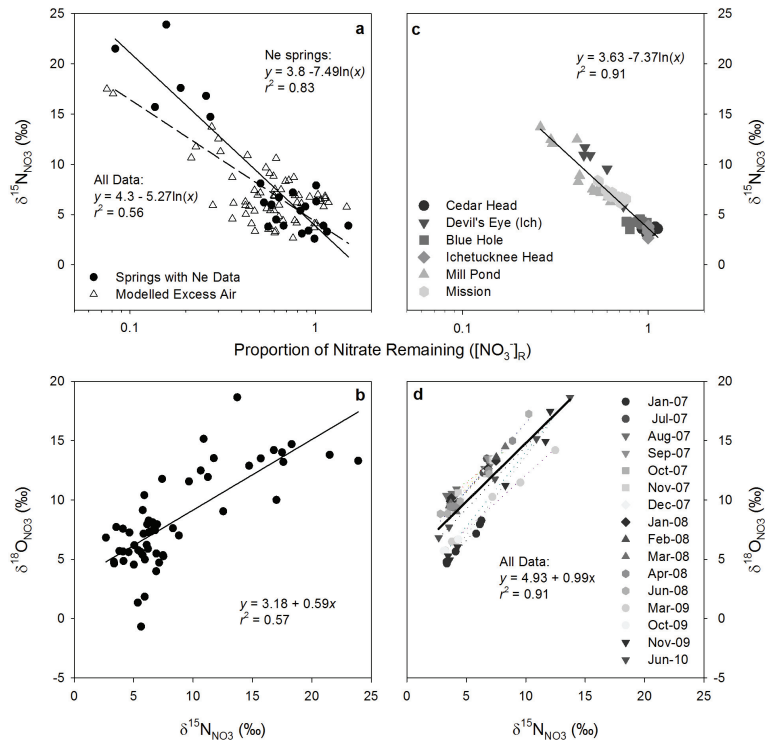 a
Ne springs:
y = 3.8 -7.49ln(x)
r² = 0.83
All Data:
y = 4.3 - 5.27ln(x)
r² = 0.56
Springs with Ne Data
Modelled Excess Air
δ¹⁵N_NO3 (‰)
25
20
15
10
5
0
0.1
1
c
y = 3.63 -7.37ln(x)
r² = 0.91
Cedar Head
Devil's Eye (Ich)
Blue Hole
Ichetucknee Head
Mill Pond
Mission
0.1
1
25
20
15
10
5
0
δ¹⁵N_NO3 (‰)
Proportion of Nitrate Remaining ([NO₃⁻]_R)
b
y = 3.18 + 0.59x
r² = 0.57
δ¹⁸O_NO3 (‰)
20
15
10
5
0
-5
0
5
10
15
20
25
δ¹⁵N_NO3 (‰)
d
All Data:
y = 4.93 + 0.99x
r² = 0.91
Jan-07
Jul-07
Aug-07
Sep-07
Oct-07
Nov-07
Dec-07
Jan-08
Feb-08
Mar-08
Apr-08
Jun-08
Mar-09
Oct-09
Nov-09
Jun-10
0
5
10
15
20
25
20
15
10
5
0
-5
δ¹⁸O_NO3 (‰)
δ¹⁵N_NO3 (‰)